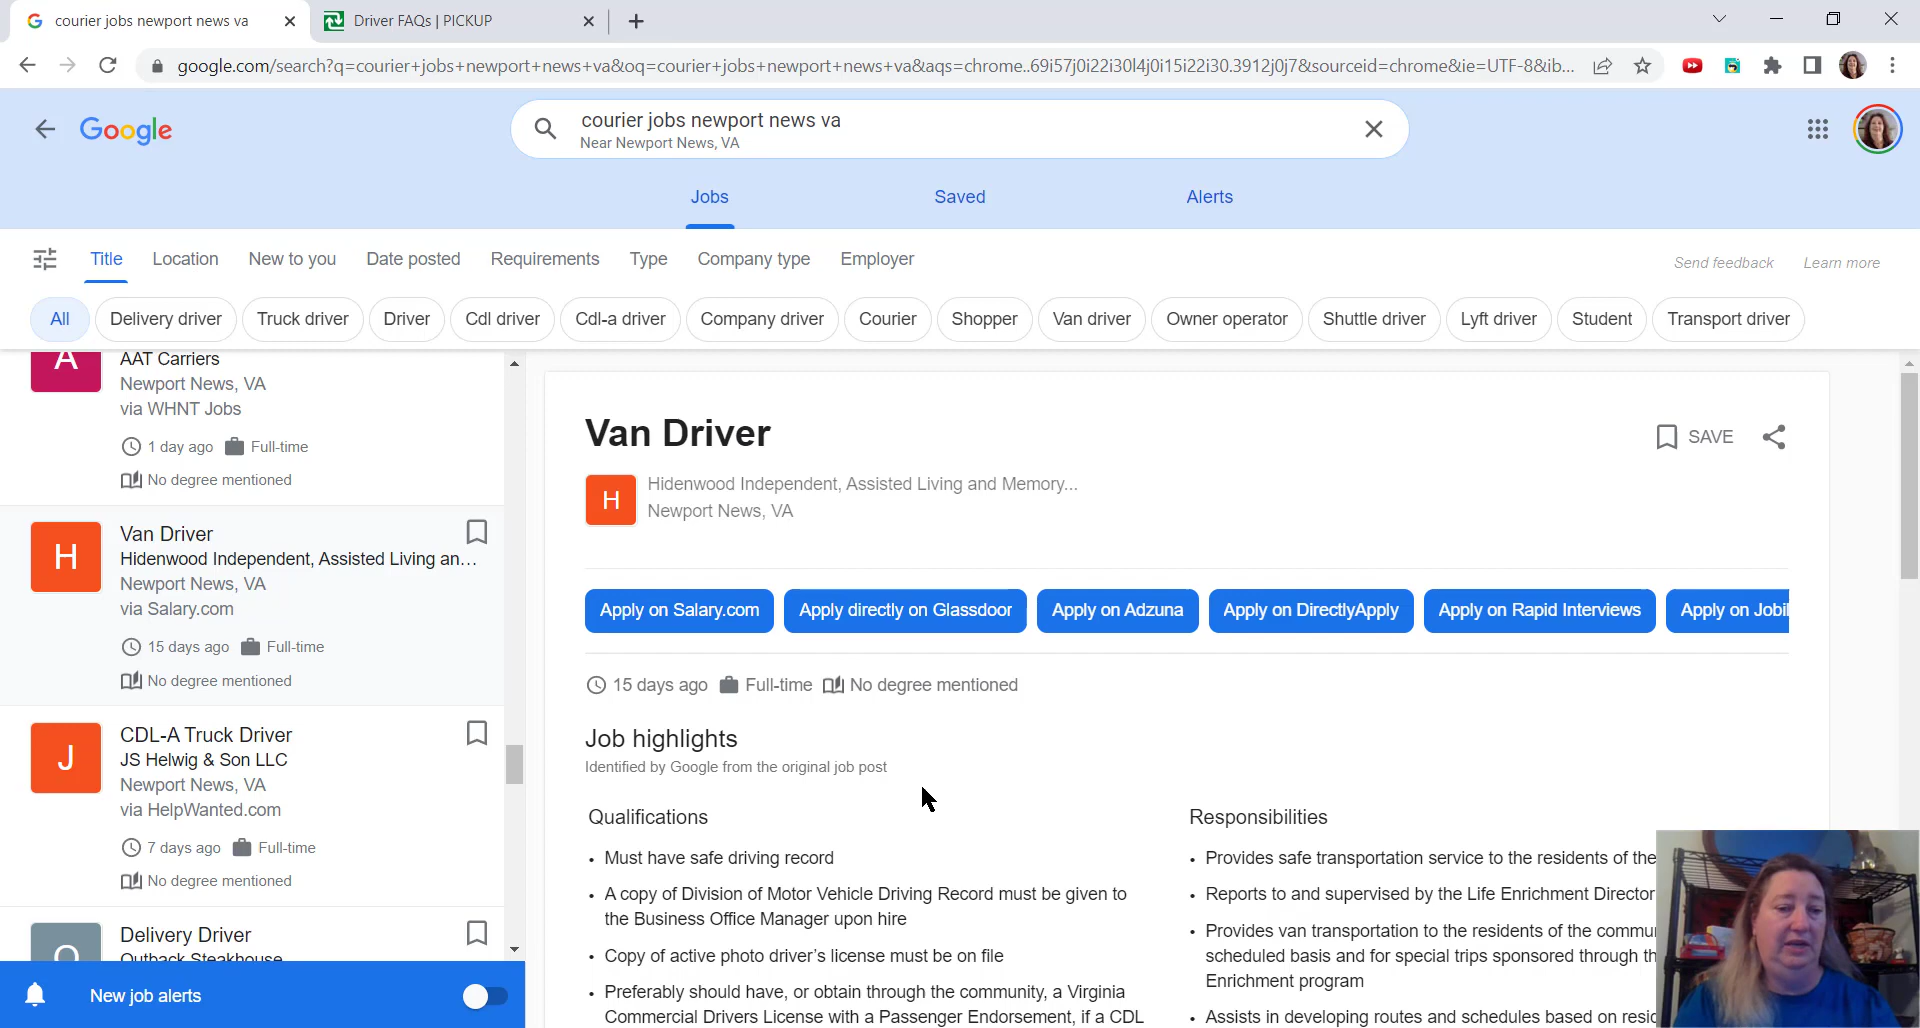 courier jobs newport news va
Driver FAQs | PICKUP
google.com/search?q=courier+jobs+newport+news+va&oq=courier+jobs+newport+news+va&aqs=chrome..69i57j0i22i30l4j0i15i22i30.3912j0j7&sourceid=chrome&ie=UTF-8&ib...
Google
courier jobs newport news va
Near Newport News, VA
Jobs
Saved
Alerts
Title
Location
New to you
Date posted
Requirements
Type
Company type
Employer
Send feedback
Learn more
All
Delivery driver
Truck driver
Driver
Cdl driver
Cdl-a driver
Company driver
Courier
Shopper
Van driver
Owner operator
Shuttle driver
Lyft driver
Student
Transport driver
A
AAT Carriers
Newport News, VA
via WHNT Jobs
1 day ago
Full-time
No degree mentioned
H
Van Driver
Hidenwood Independent, Assisted Living an...
Newport News, VA
via Salary.com
15 days ago
Full-time
No degree mentioned
J
CDL-A Truck Driver
JS Helwig & Son LLC
Newport News, VA
via HelpWanted.com
7 days ago
Full-time
No degree mentioned
O
Delivery Driver
Outback Steakhouse
New job alerts
Van Driver
SAVE
H
Hidenwood Independent, Assisted Living and Memory...
Newport News, VA
Apply on Salary.com
Apply directly on Glassdoor
Apply on Adzuna
Apply on DirectlyApply
Apply on Rapid Interviews
Apply on Jobil
15 days ago
Full-time
No degree mentioned
Job highlights
Identified by Google from the original job post
Qualifications
• Must have safe driving record
• A copy of Division of Motor Vehicle Driving Record must be given to
the Business Office Manager upon hire
• Copy of active photo driver's license must be on file
• Preferably should have, or obtain through the community, a Virginia
Commercial Drivers License with a Passenger Endorsement, if a CDL
Responsibilities
• Provides safe transportation service to the residents of the
• Reports to and supervised by the Life Enrichment Director
• Provides van transportation to the residents of the commu
scheduled basis and for special trips sponsored through th
Enrichment program
• Assists in developing routes and schedules based on resid